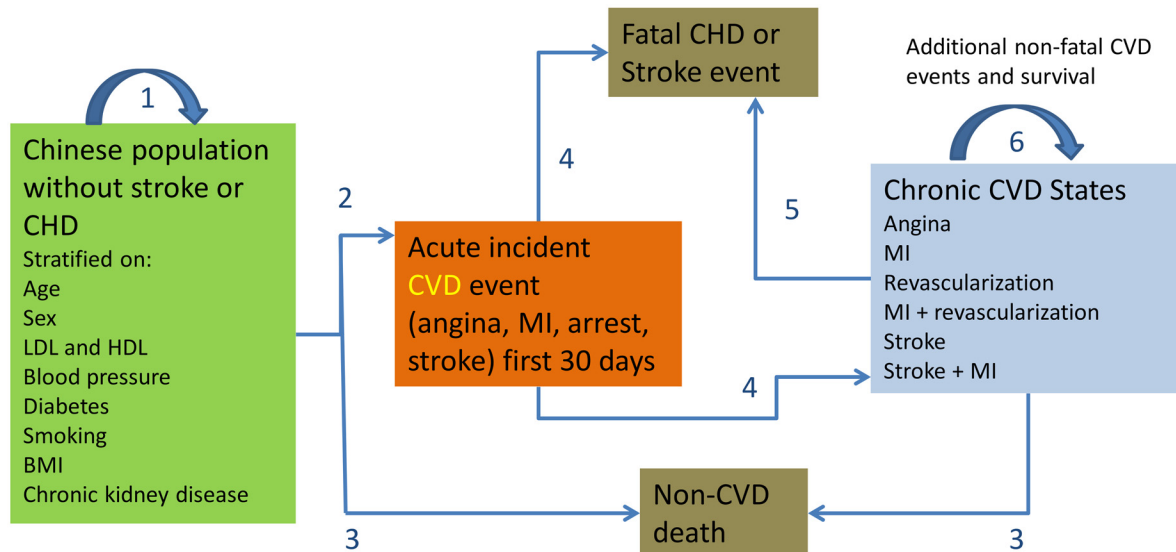 1
Chinese population
without stroke or
CHD
Stratified on:
Age
Sex
LDL and HDL
Blood pressure
Diabetes
Smoking
BMI
Chronic kidney disease
2
3
Acute incident
CVD event
(angina, MI, arrest,
stroke) first 30 days
4
4
Fatal CHD or
Stroke event
5
Additional non-fatal CVD
events and survival
6
Chronic CVD States
Angina
MI
Revascularization
MI + revascularization
Stroke
Stroke + MI
Non-CVD
death
3